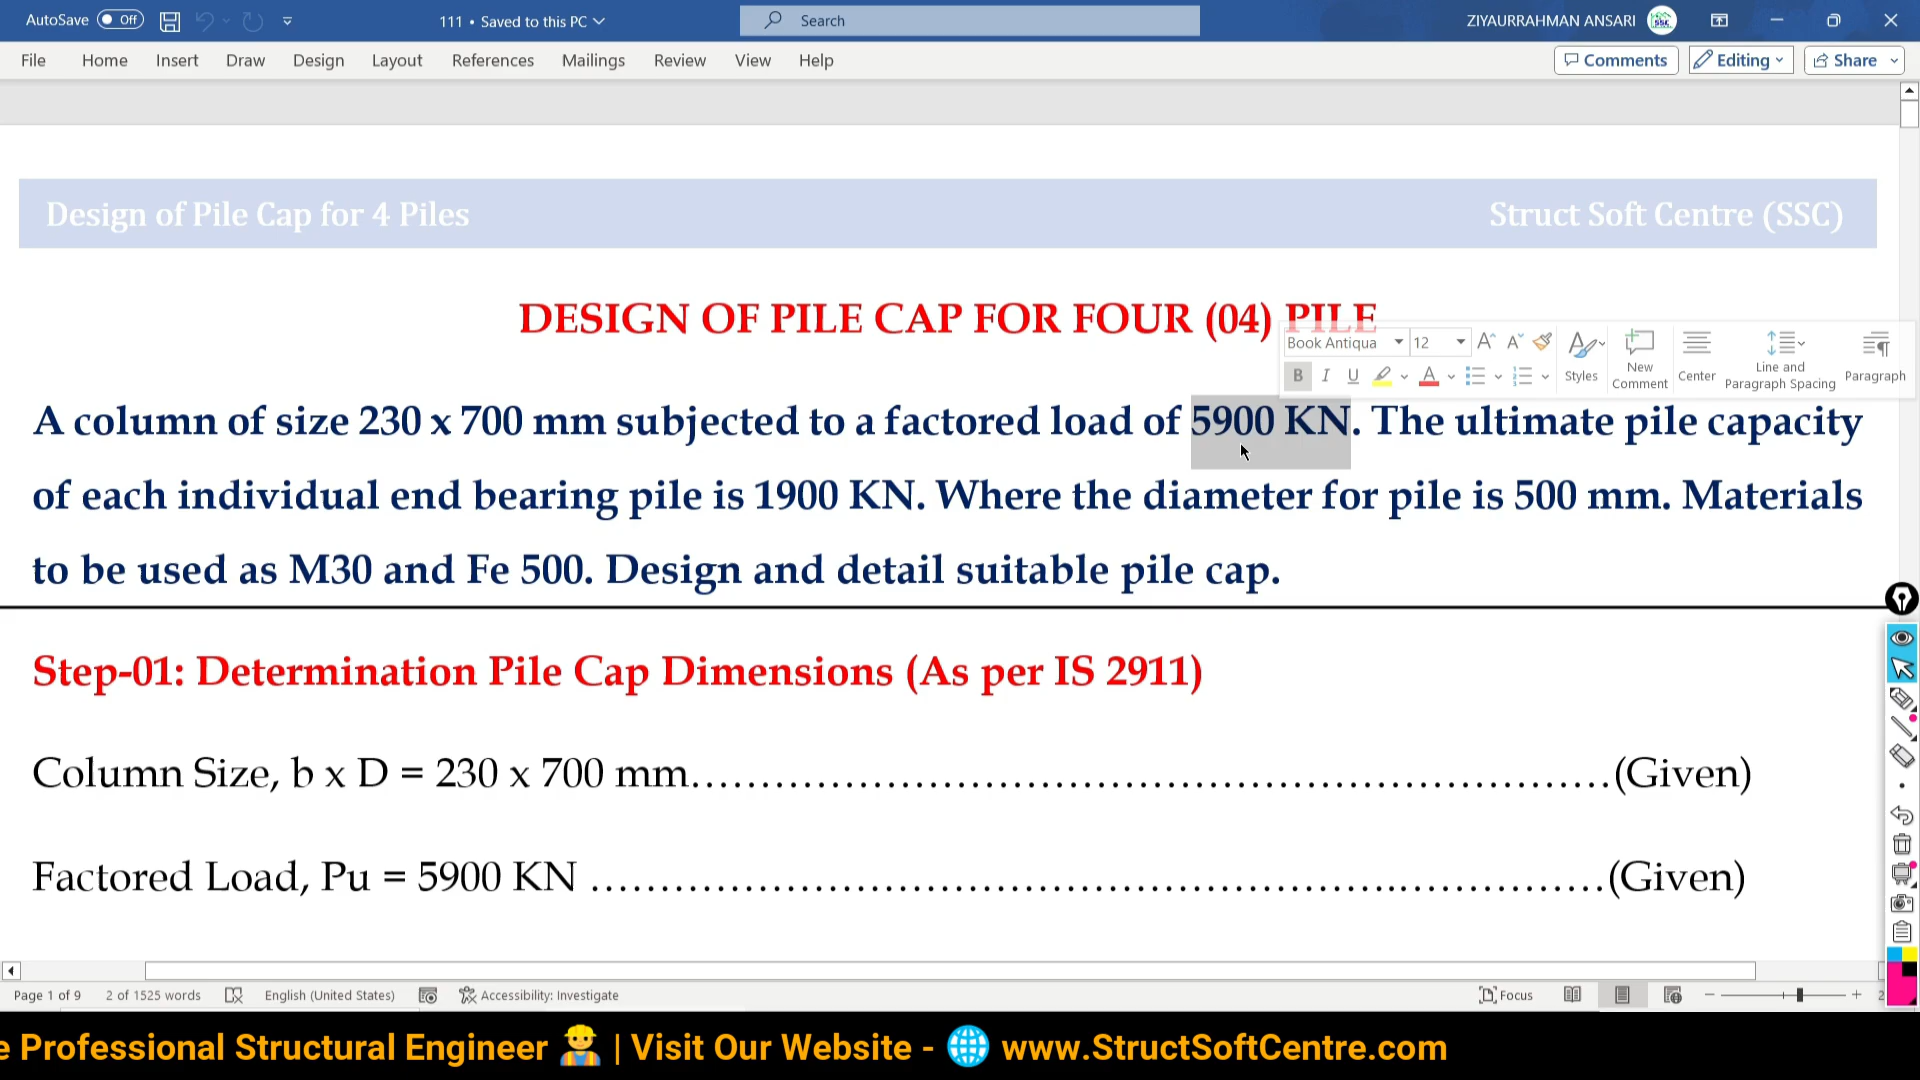 AutoSave Off 111 • Saved to this PC Search ZIYAURRAHMAN ANSARI
File Home Insert Draw Design Layout References Mailings Review View Help Comments Editing Share
Design of Pile Cap for 4 Piles Struct Soft Centre (SSC)
DESIGN OF PILE CAP FOR FOUR (04) PILE
Book Antiqua 12
B I U Styles New Comment Center Line and Paragraph Spacing Paragraph
A column of size 230 x 700 mm subjected to a factored load of 5900 KN. The ultimate pile capacity
of each individual end bearing pile is 1900 KN. Where the diameter for pile is 500 mm. Materials
to be used as M30 and Fe 500. Design and detail suitable pile cap.
Step-01: Determination Pile Cap Dimensions (As per IS 2911)
Column Size, b x D = 230 x 700 mm……………………………………………………………………(Given)
Factored Load, Pu = 5900 KN ……………………………………………………………..……………(Given)
Page 1 of 9 2 of 1525 words English (United States) Accessibility: Investigate Focus
e Professional Structural Engineer 👷 | Visit Our Website - 🌐 www.StructSoftCentre.com